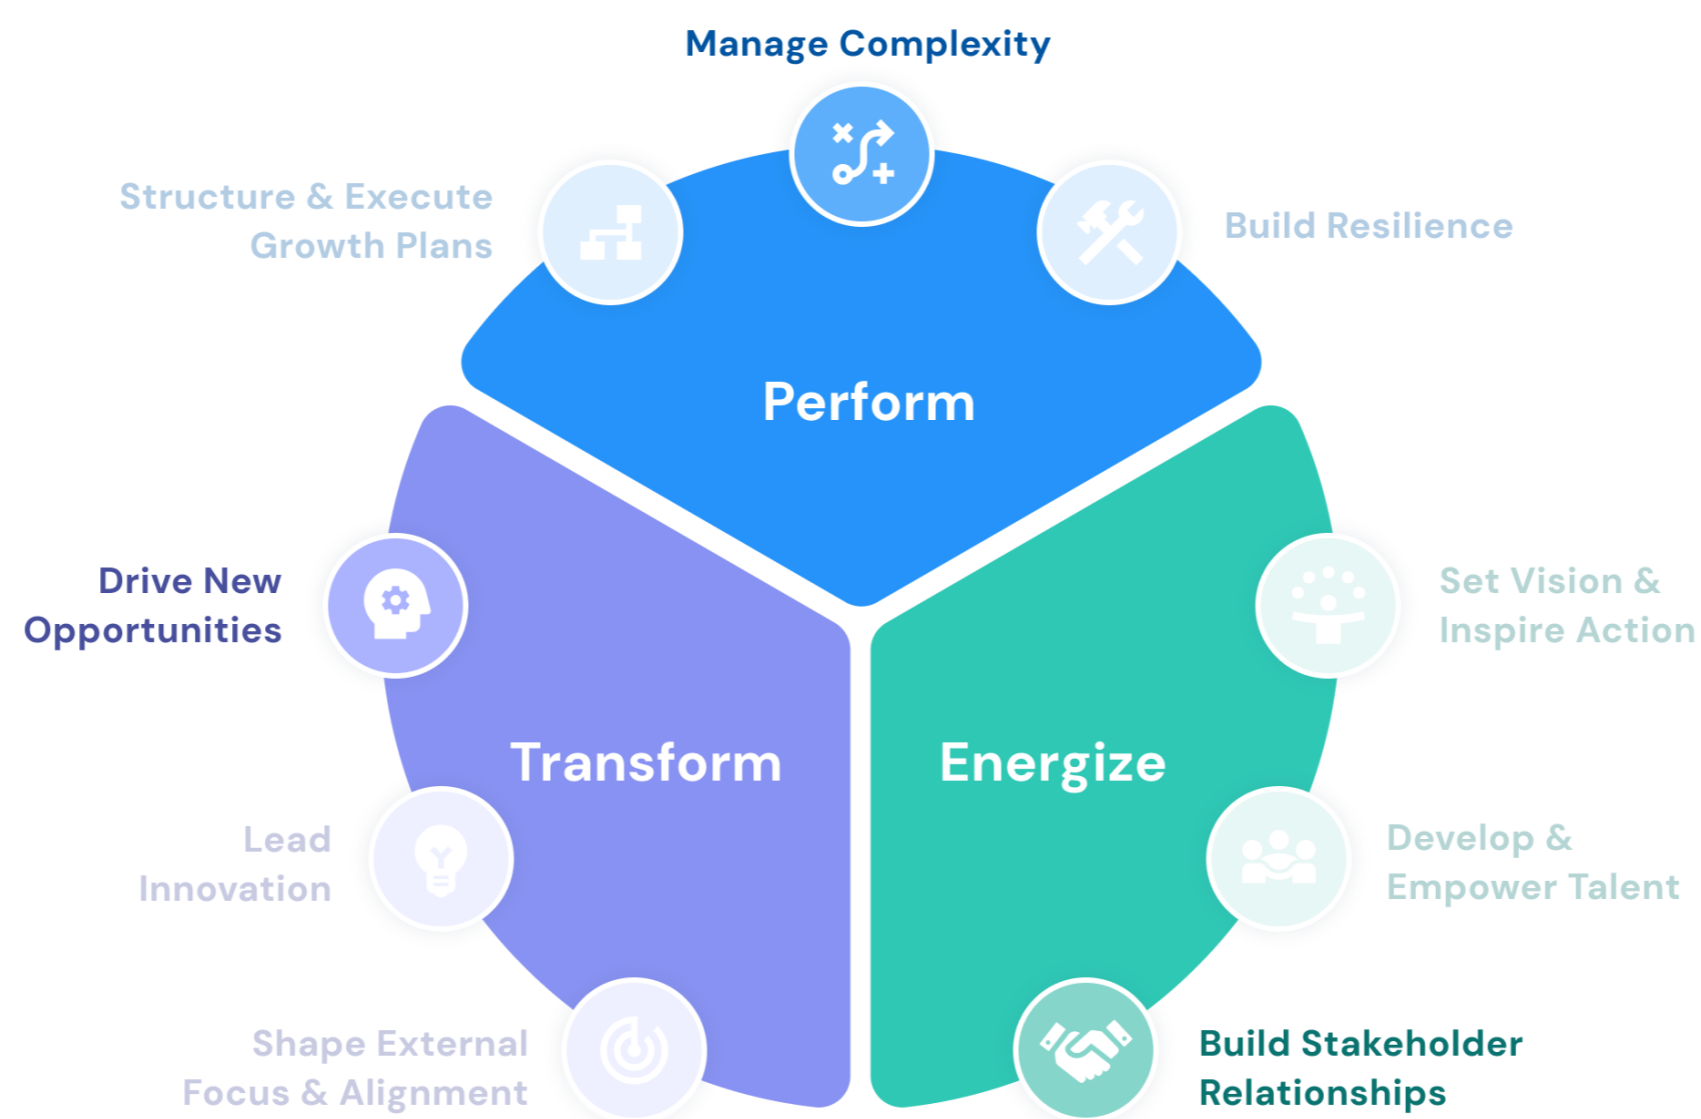 Manage Complexity
Structure & Execute
Growth Plans
Build Resilience
Perform
Drive New
Opportunities
Set Vision &
Inspire Action
Transform
Energize
Lead
Innovation
Develop &
Empower Talent
Shape External
Focus & Alignment
Build Stakeholder
Relationships